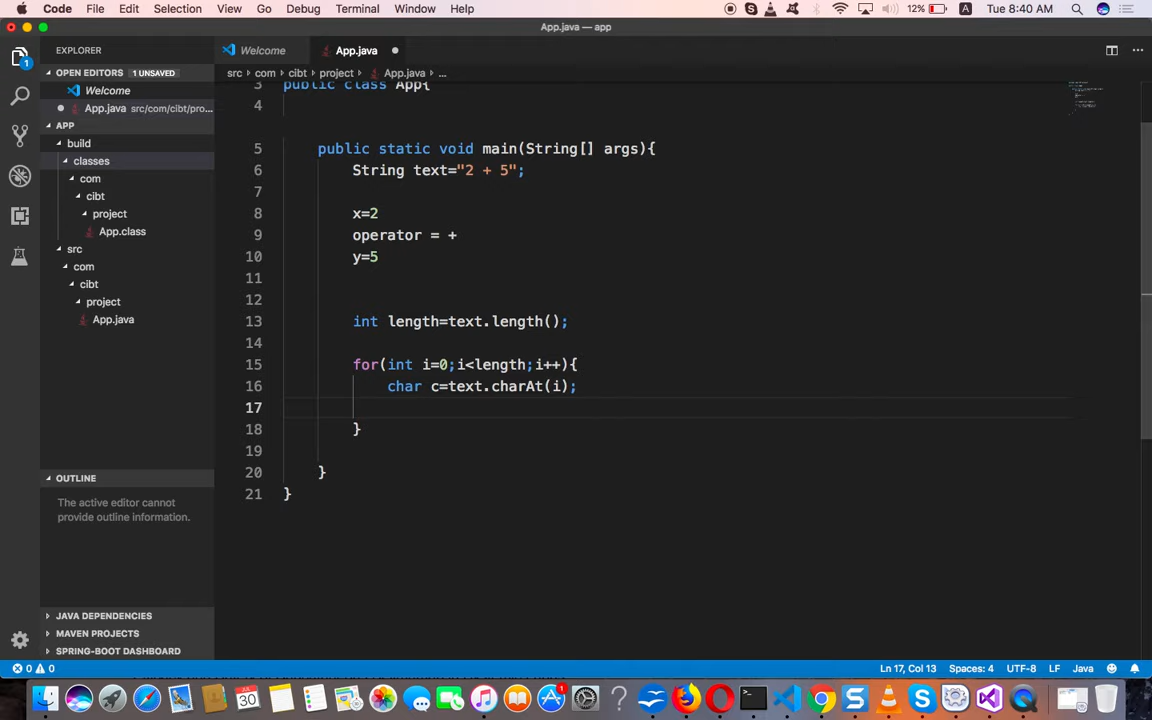 Code File Edit Selection View Go Debug Terminal Window Help 12% A Tue 8:40 AM
App.java — app
EXPLORER
Welcome
App.java
OPEN EDITORS 1 UNSAVED
Welcome
App.java src/com/cibt/pro...
src com cibt project App.java ...
APP
build
classes
com
cibt
project
App.class
src
com
cibt
project
App.java
3 public class App{
4
5 public static void main(String[] args){
6 String text="2 + 5";
7
8 x=2
9 operator = +
10 y=5
11
12
13 int length=text.length();
14
15 for(int i=0;i<length;i++){
16 char c=text.charAt(i);
17
18 }
19
20 }
21 }
OUTLINE
The active editor cannot
provide outline information.
JAVA DEPENDENCIES
MAVEN PROJECTS
SPRING-BOOT DASHBOARD
0 0 Ln 17, Col 13 Spaces: 4 UTF-8 LF Java
1
30
1